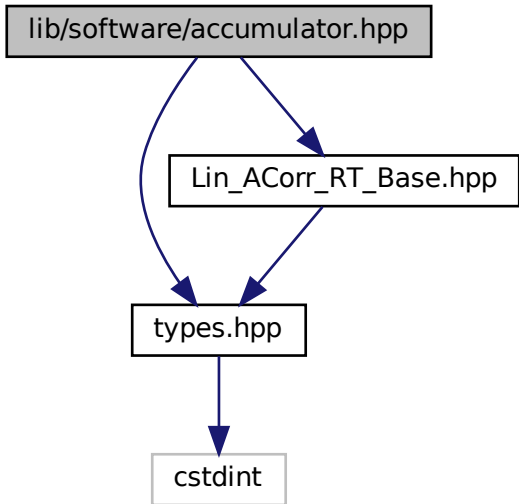 lib/software/accumulator.hpp
Lin_ACorr_RT_Base.hpp
types.hpp
cstdint